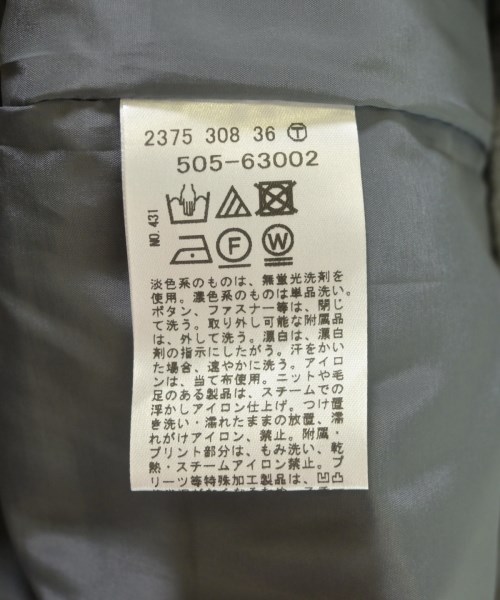 2375 308 36 Ⓣ
505-63002
NO.431
F
W
淡色系のものは、無蛍光洗剤を
使用。濃色系のものは単品洗い。
ボタン、ファスナー等は、閉じ
て洗う。取り外し可能な附属品
は、外して洗う。漂白は、漂白
剤の指示にしたがう。汗をかい
た場合、速やかに洗う。アイロ
ンは、当て布使用。ニットや毛
足のある製品は、スチームでの
浮かしアイロン仕上げ。つけ置
き洗い・濡れたままの放置、濡
れがけアイロン、禁止。附属・
プリント部分は、もみ洗い、乾
熱・スチームアイロン禁止。プ
リーツ等特殊加工製品は、凹凸